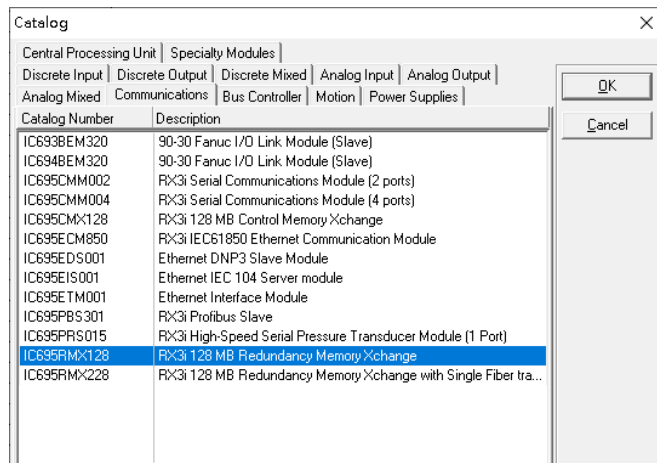 Catalog
Central Processing Unit Specialty Modules
Discrete Input Discrete Output Discrete Mixed Analog Input Analog Output
Analog Mixed Communications Bus Controller Motion Power Supplies
OK
Cancel
Catalog Number Description
IC693BEM320 90-30 Fanuc I/O Link Module (Slave)
IC694BEM320 90-30 Fanuc I/O Link Module (Slave)
IC695CMM002 RX3i Serial Communications Module (2 ports)
IC695CMM004 RX3i Serial Communications Module (4 ports)
IC695CMX128 RX3i 128 MB Control Memory Xchange
IC695ECM850 RX3i IEC61850 Ethernet Communication Module
IC695EDS001 Ethernet DNP3 Slave Module
IC695EIS001 Ethernet IEC 104 Server module
IC695ETM001 Ethernet Interface Module
IC695PBS301 RX3i Profibus Slave
IC695PRS015 RX3i High-Speed Serial Pressure Transducer Module (1 Port)
IC695RMX128 RX3i 128 MB Redundancy Memory Xchange
IC695RMX228 RX3i 128 MB Redundancy Memory Xchange with Single Fiber tra...